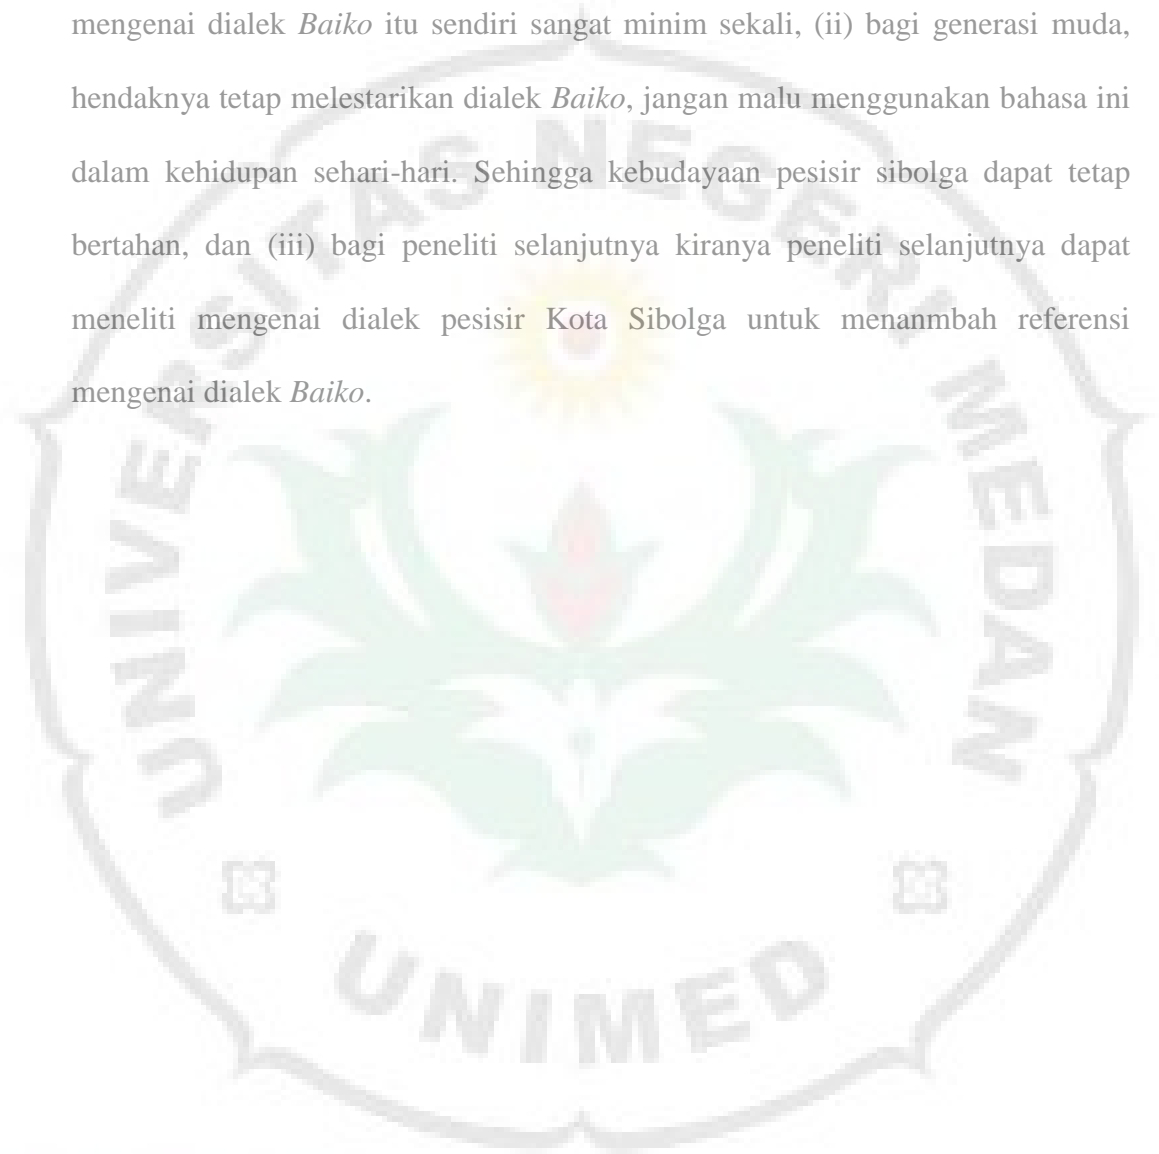 mengenai dialek Baiko itu sendiri sangat minim sekali, (ii) bagi generasi muda,
hendaknya tetap melestarikan dialek Baiko, jangan malu menggunakan bahasa ini
dalam kehidupan sehari-hari. Sehingga kebudayaan pesisir sibolga dapat tetap
bertahan, dan (iii) bagi peneliti selanjutnya kiranya peneliti selanjutnya dapat
meneliti mengenai dialek pesisir Kota Sibolga untuk menanmbah referensi
mengenai dialek Baiko.
UNIVERSITAS NEGERI MEDAN
UNIMED